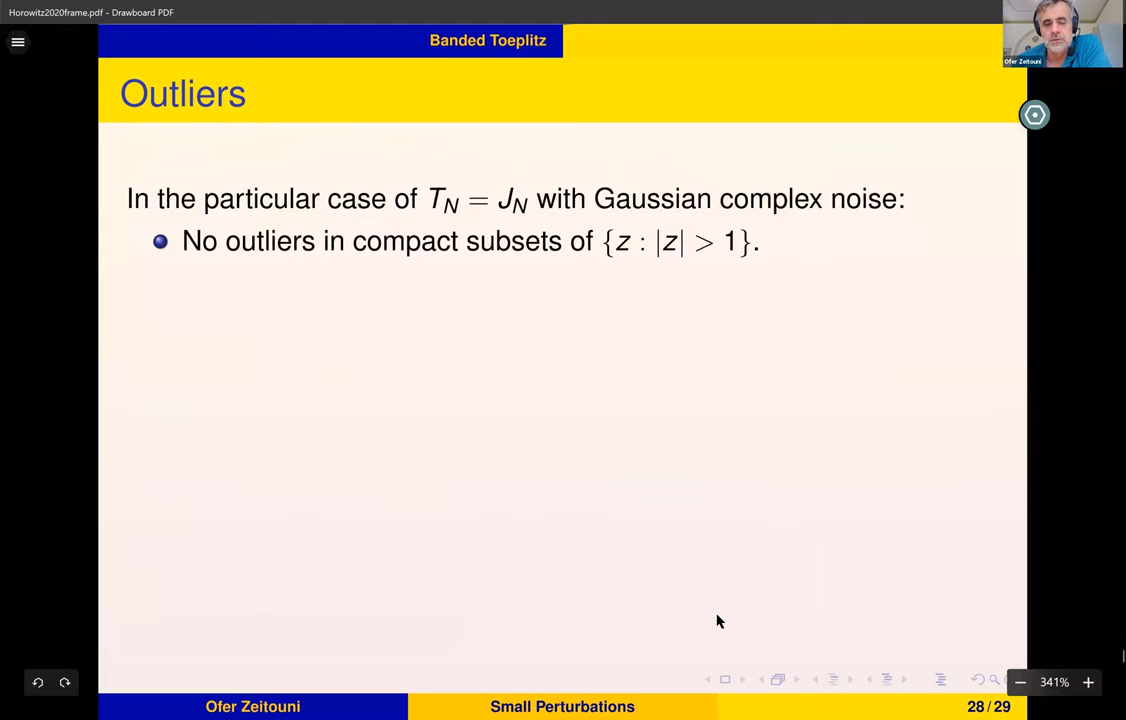 Horowitz2020frame.pdf - Drawboard PDF
Banded Toeplitz
Ofer Zeitouni
Outliers
In the particular case of T_N = J_N with Gaussian complex noise:
No outliers in compact subsets of {z : |z| > 1}.
341%
Ofer Zeitouni
Small Perturbations
28 / 29